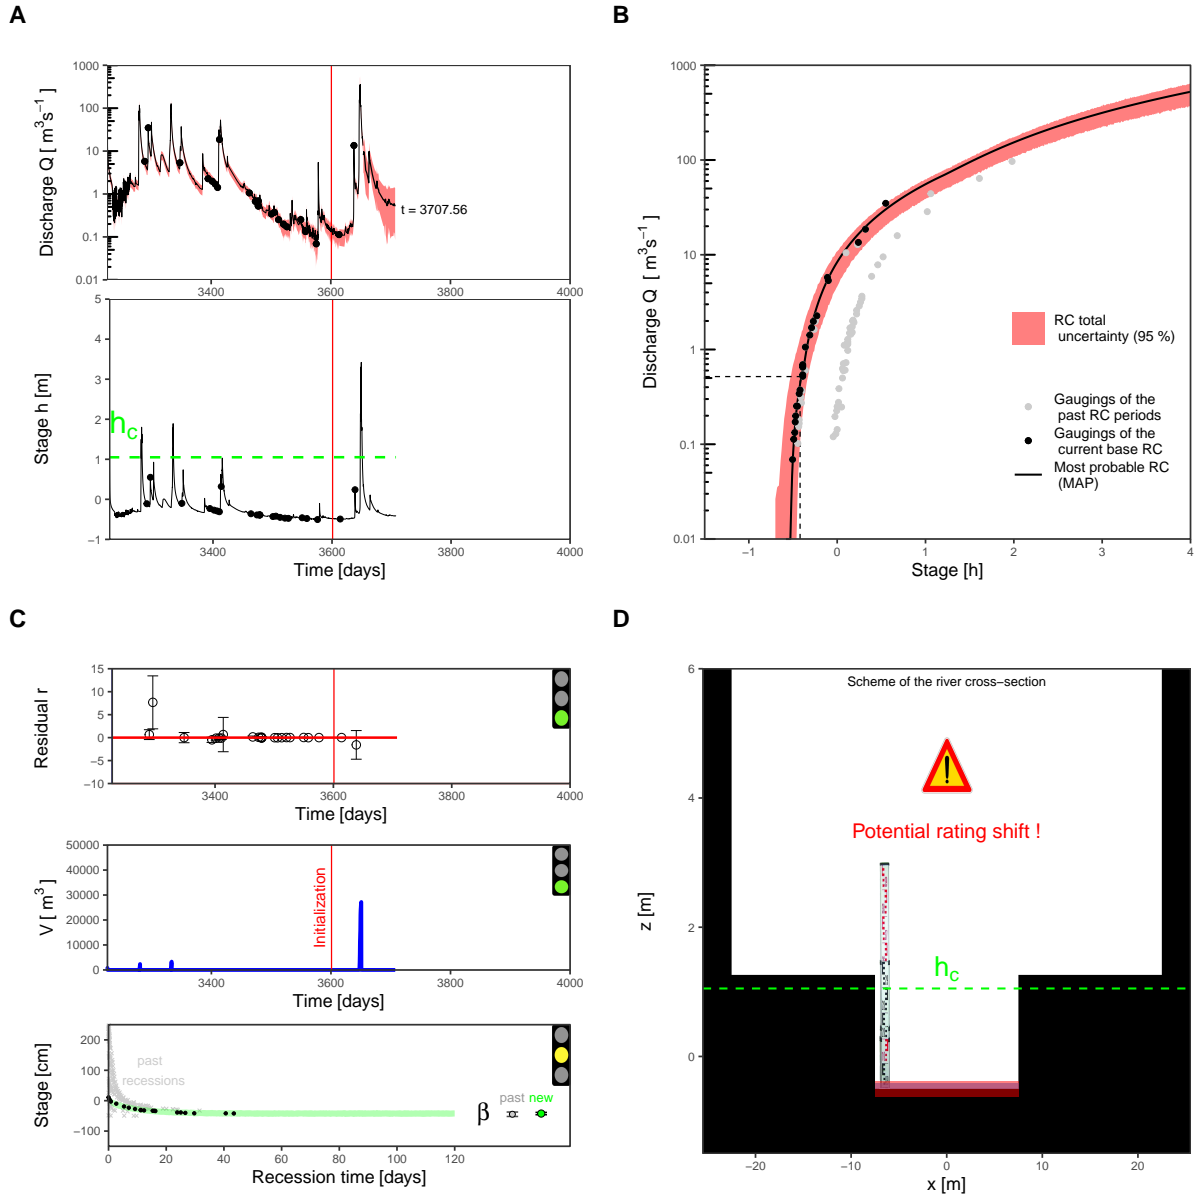 A
Discharge Q [ m³s⁻¹]
1000
100
10
1
0.1
0.01
t = 3707.56
3400
3600
3800
4000
Stage h [m]
5
4
3
2
1
0
−1
hc
3400
3600
3800
4000
Time [days]
B
Discharge Q [ m³s⁻¹]
1000
100
10
1
0.1
0.01
RC total
uncertainty (95 %)
Gaugings of the
past RC periods
Gaugings of the
current base RC
Most probable RC
(MAP)
−1
0
1
2
3
4
Stage [h]
C
Residual r
15
10
5
0
−5
−10
3400
3600
3800
4000
Time [days]
V [ m³]
50000
40000
30000
20000
10000
0
Initialization
3400
3600
3800
4000
Time [days]
Stage [cm]
200
100
0
−100
past
recessions
β
past new
0
20
40
60
80
100
120
Recession time [days]
D
Scheme of the river cross−section
!
Potential rating shift !
hc
z [m]
6
4
2
0
−20
−10
0
10
20
x [m]